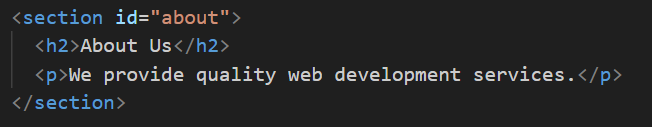 <section id="about">
  <h2>About Us</h2>
  <p>We provide quality web development services.</p>
</section>